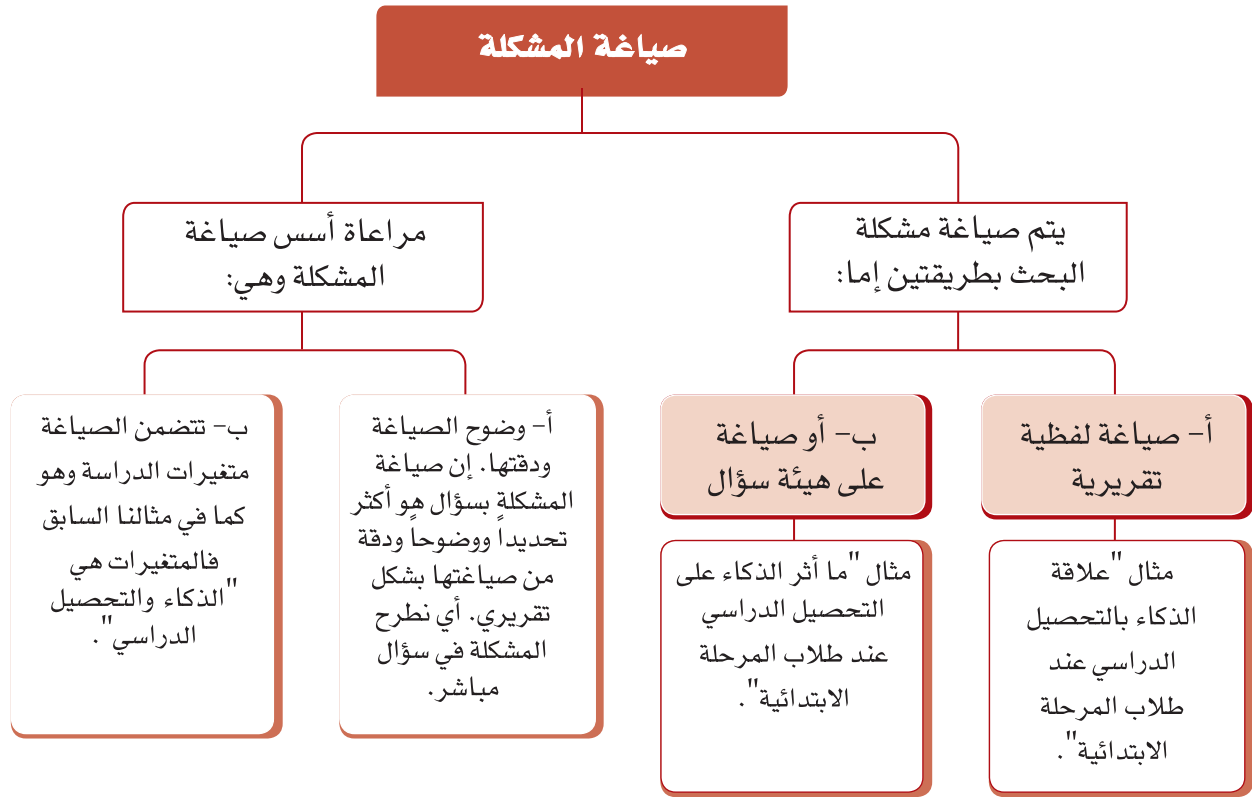 صياغة المشكلة
يتم صياغة مشكلة
البحث بطريقتين إما:
أ- صياغة لفظية
تقريرية
مثال "علاقة
الذكاء بالتحصيل
الدراسي عند
طلاب المرحلة
الابتدائية".
ب- أو صياغة
على هيئة سؤال
مثال "ما أثر الذكاء على
التحصيل الدراسي
عند طلاب المرحلة
الابتدائية".
مراعاة أسس صياغة
المشكلة وهي:
أ- وضوح الصياغة
ودقتها. إن صياغة
المشكلة بسؤال هو أكثر
تحديداً ووضوحاً ودقة
من صياغتها بشكل
تقريري. أي نطرح
المشكلة في سؤال
مباشر.
ب- تتضمن الصياغة
متغيرات الدراسة وهو
كما في مثالنا السابق
فالمتغيرات هي
"الذكاء والتحصيل
الدراسي".